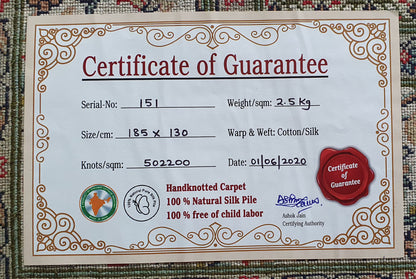 Certificate of Guarantee
Serial-No: 151 Weight/sqm: 2.5 Kg
Size/cm: 185 x 130 Warp & Weft: Cotton/Silk
Knots/sqm: 502200 Date: 01/06/2020
Handknotted Carpet
100 % Natural Silk Pile
100 % free of child labor
Certificate of
Guarantee
Ashok Jain
Certifying Authority